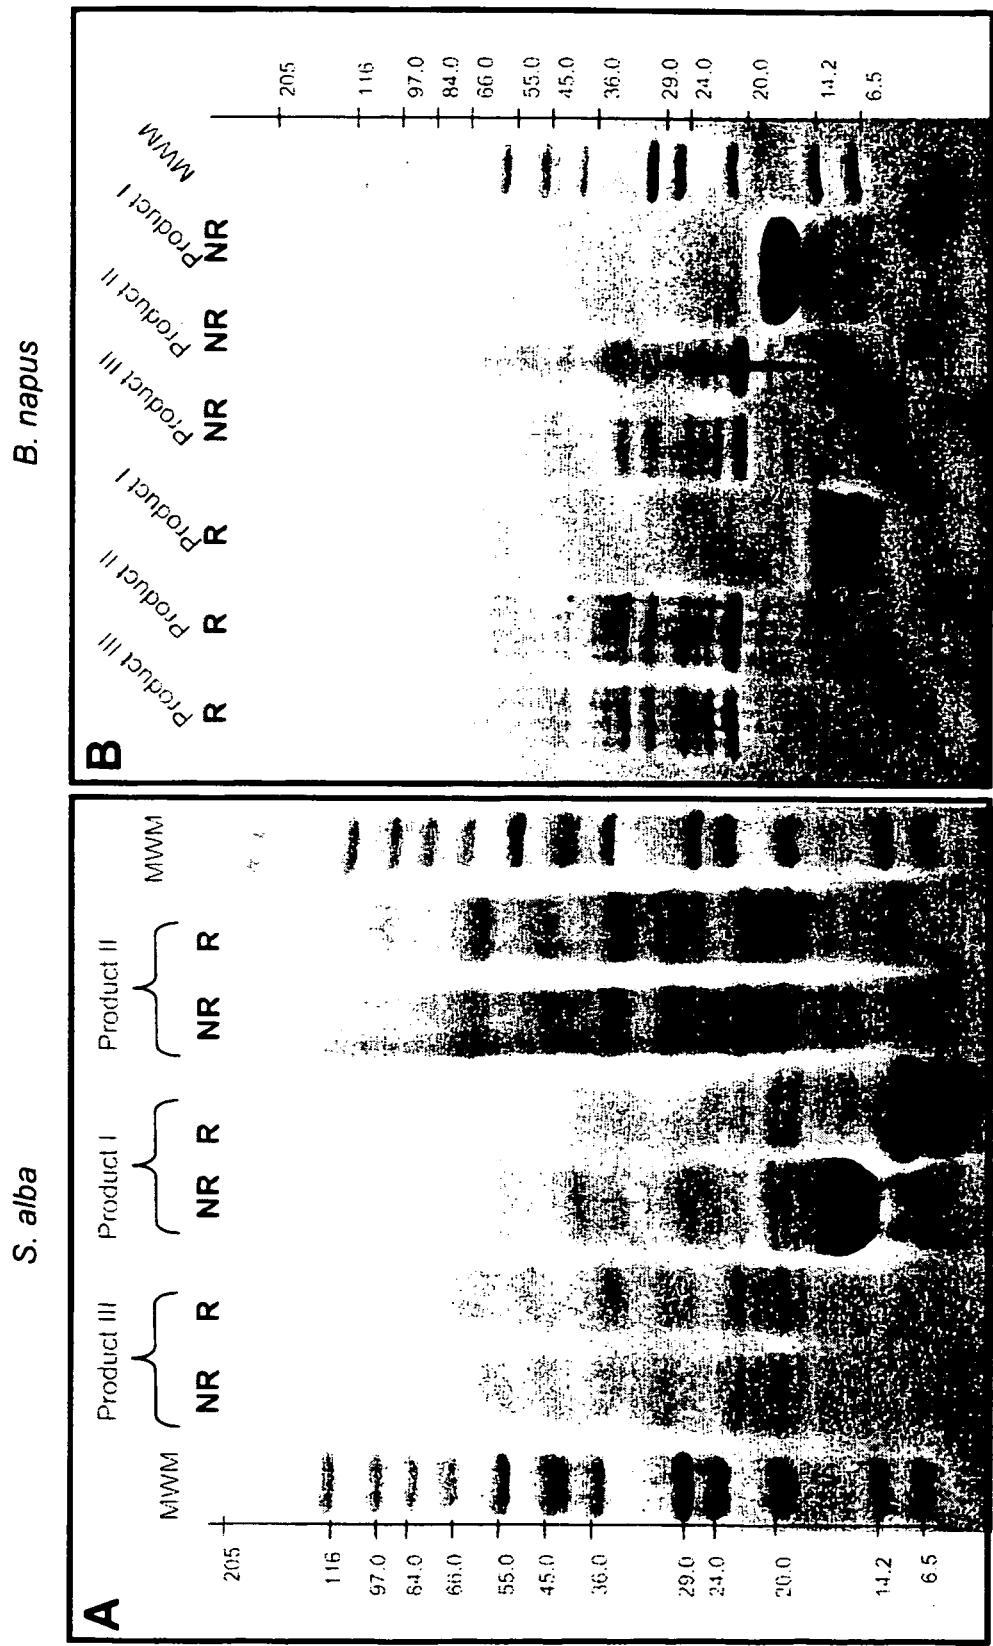 S. alba
A
Product III
Product I
Product II
MWM
NR
R
NR
R
NR
R
MWM
205
116
97.0
84.0
66.0
55.0
45.0
36.0
29.0
24.0
20.0
14.2
6.5
B. napus
B
Product III
Product II
Product I
Product III
Product II
Product I
MWM
R
R
R
NR
NR
NR
205
116
97.0
84.0
66.0
55.0
45.0
36.0
29.0
24.0
20.0
14.2
6.5